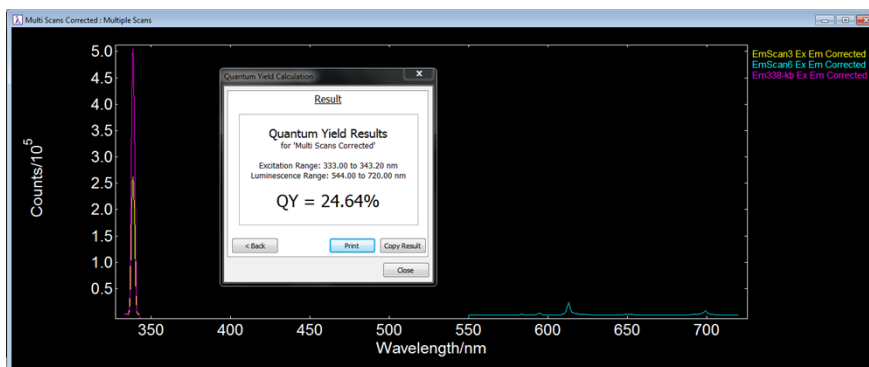 Multi Scans Corrected : Multiple Scans
EmScan3 Ex Em Corrected
EmScan6 Ex Em Corrected
Em338-kb Ex Em Corrected
Counts/10^5
5.0
4.5
4.0
3.5
3.0
2.5
2.0
1.5
1.0
0.5
Quantum Yield Calculation
x
Result
Quantum Yield Results
for 'Multi Scans Corrected'
Excitation Range: 333.00 to 343.20 nm
Luminescence Range: 544.00 to 720.00 nm
QY = 24.64%
< Back
Print
Copy Result
Close
350 400 450 500 550 600 650 700
Wavelength/nm